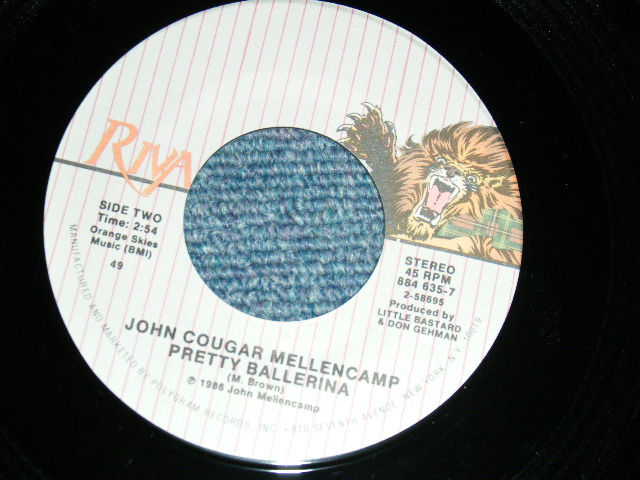 RIVA
SIDE TWO
Time: 2:54
Orange Skies
Music (BMI)
49
STEREO
45 RPM
884 635-7
2-58695
Produced by
LITTLE BASTARD
& DON GEHMAN
JOHN COUGAR MELLENCAMP
PRETTY BALLERINA
(M. Brown)
℗ 1986 John Mellencamp
MANUFACTURED AND MARKETED BY POLYGRAM RECORDS, INC. • 810 SEVENTH AVENUE, NEW YORK, N.Y. 10019